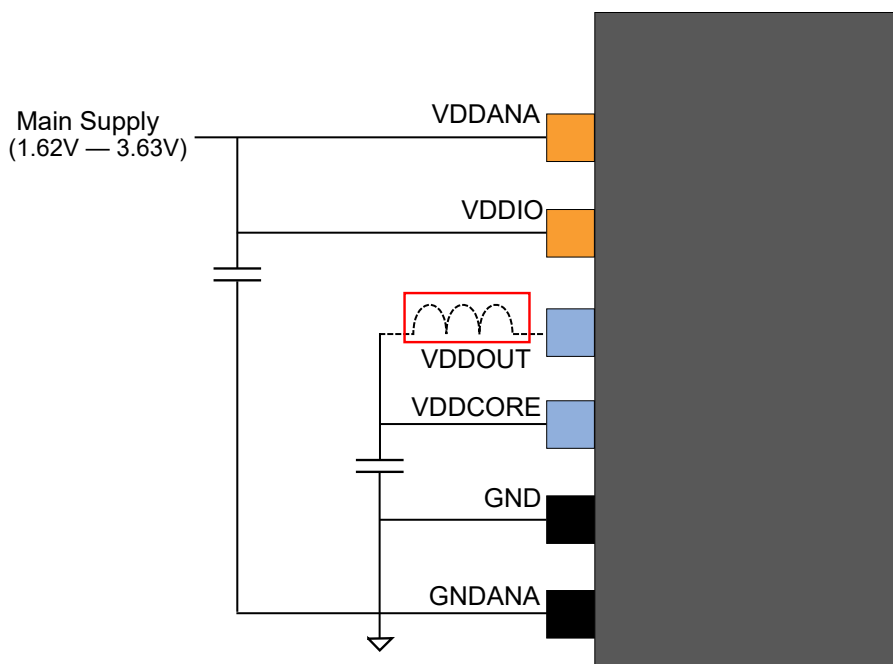 VDDANA
Main Supply
(1.62V — 3.63V)
VDDIO
VDDOUT
VDDCORE
GND
GNDANA